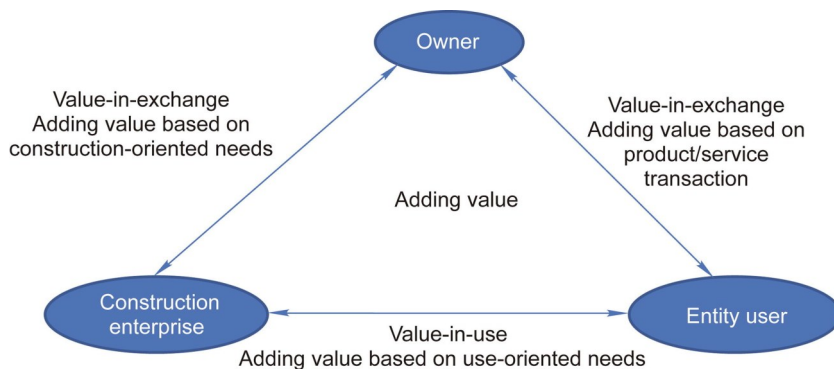 Owner
Value-in-exchange
Adding value based on
construction-oriented needs
Value-in-exchange
Adding value based on
product/service
transaction
Adding value
Construction
enterprise
Entity user
Value-in-use
Adding value based on use-oriented needs